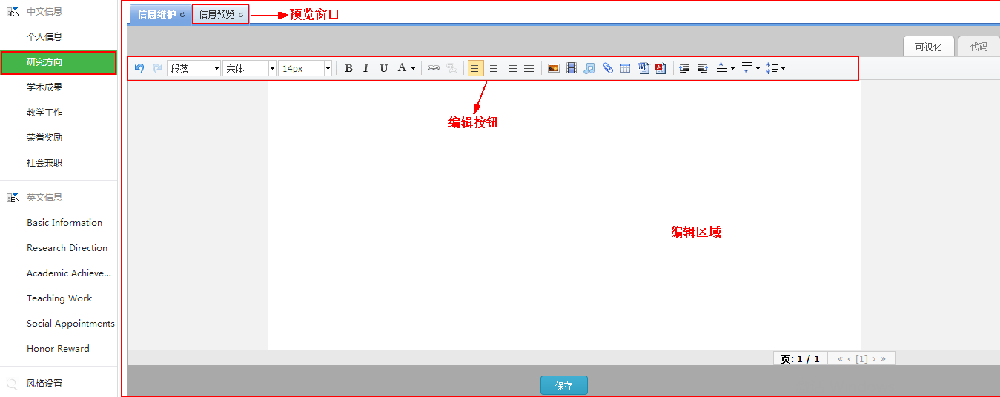 CN 中文信息
个人信息
研究方向
学术成果
教学工作
荣誉奖励
社会兼职
EN 英文信息
Basic Information
Research Direction
Academic Achieve...
Teaching Work
Social Appointments
Honor Reward
风格设置
信息维护 信息预览 预览窗口
可视化 代码
段落 宋体 14px B I U A
编辑按钮
编辑区域
页: 1 / 1 « ‹ [1] › »
保存